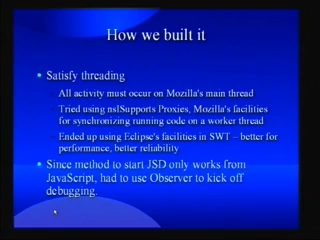 How we built it
Satisfy threading
All activity must occur on Mozilla's main thread
Tried using nsISupports Proxies, Mozilla's facilities
for synchronizing running code on a worker thread
Ended up using Eclipse's facilities in SWT – better for
performance, better reliability
Since method to start JSD only works from
JavaScript, had to use Observer to kick off
debugging